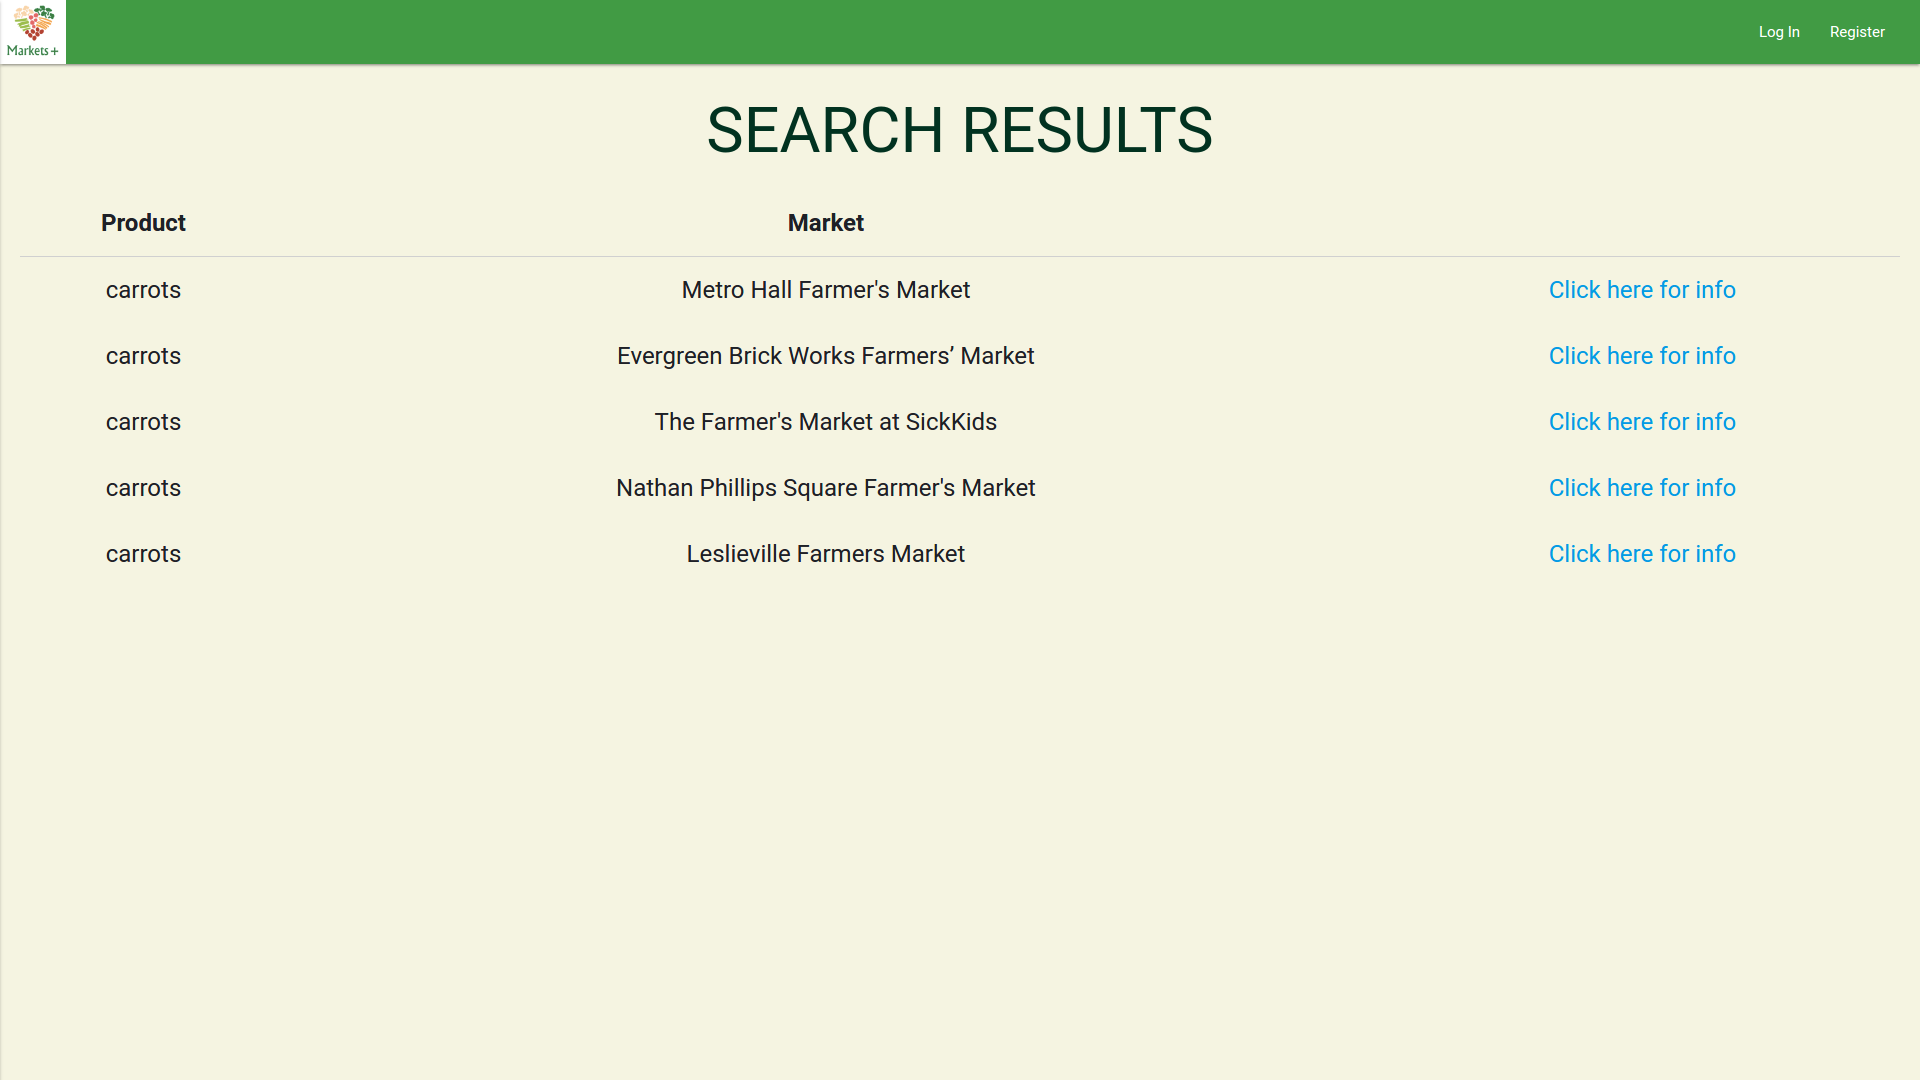 Markets+
Log In Register
SEARCH RESULTS
Product Market
carrots Metro Hall Farmer's Market Click here for info
carrots Evergreen Brick Works Farmers’ Market Click here for info
carrots The Farmer's Market at SickKids Click here for info
carrots Nathan Phillips Square Farmer's Market Click here for info
carrots Leslieville Farmers Market Click here for info